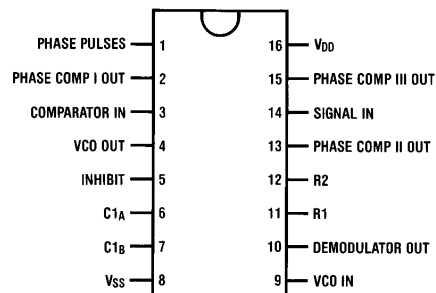 PHASE PULSES 1 16 VDD
PHASE COMP I OUT 2 15 PHASE COMP III OUT
COMPARATOR IN 3 14 SIGNAL IN
VCO OUT 4 13 PHASE COMP II OUT
INHIBIT 5 12 R2
C1A 6 11 R1
C1B 7 10 DEMODULATOR OUT
VSS 8 9 VCO IN